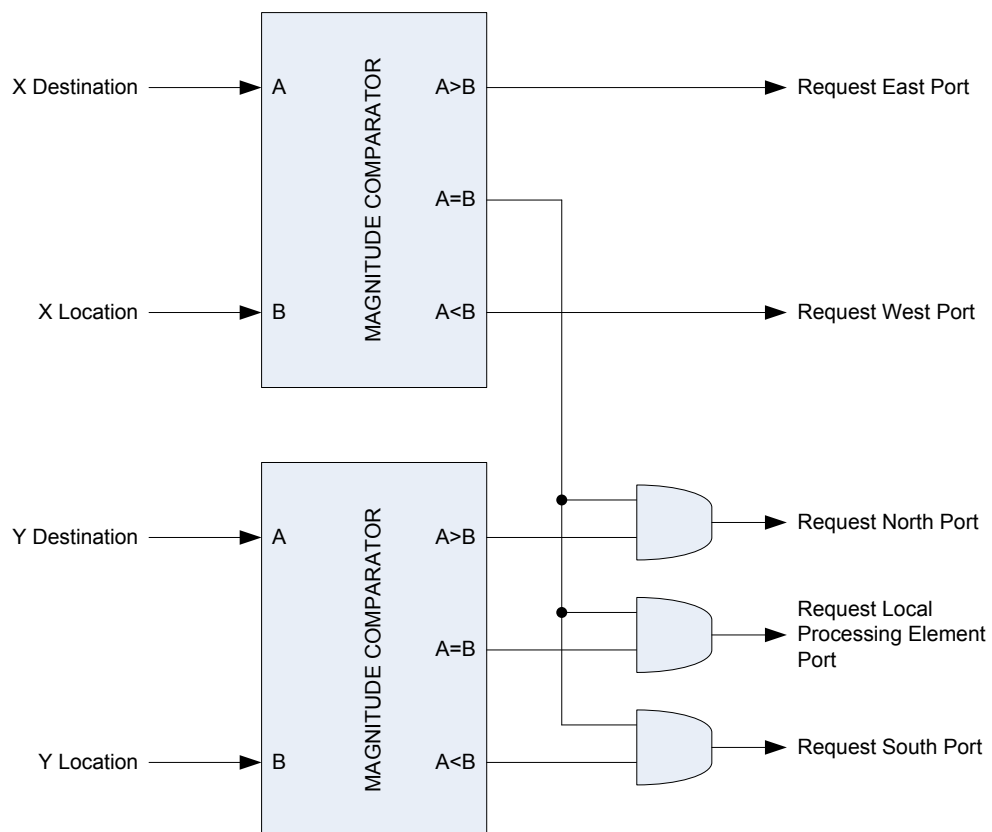 X Destination
A
A>B
Request East Port
MAGNITUDE COMPARATOR
A=B
X Location
B
A<B
Request West Port
Y Destination
A
A>B
Request North Port
MAGNITUDE COMPARATOR
A=B
Request Local
Processing Element
Port
Y Location
B
A<B
Request South Port